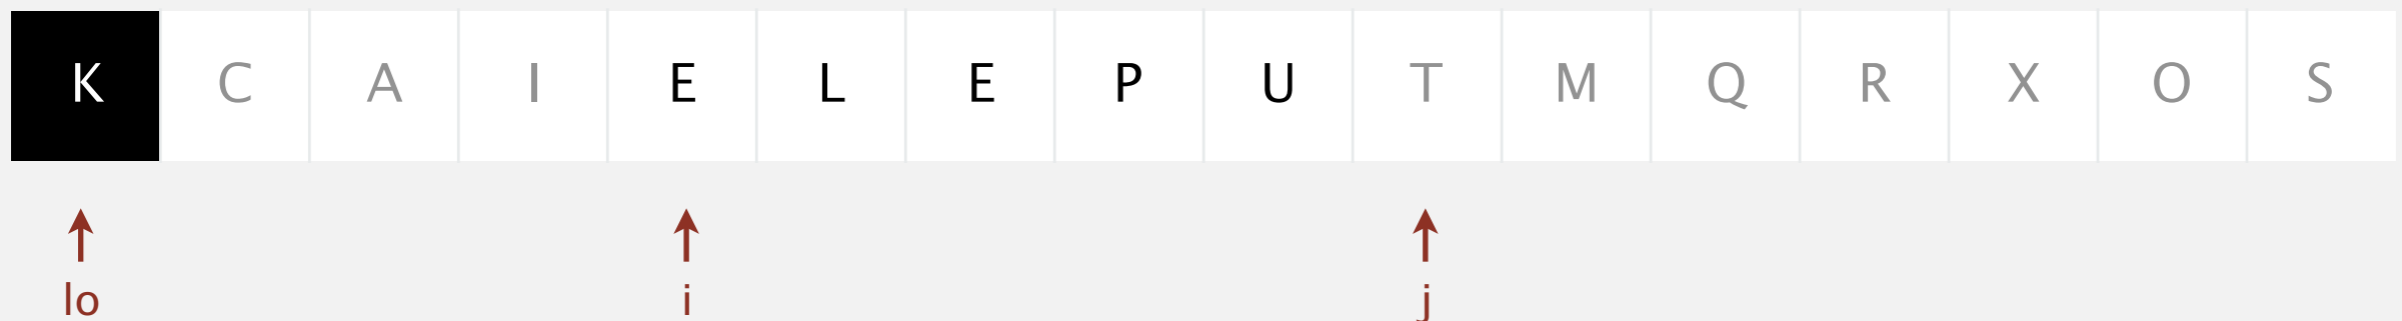 K C A I E L E P U T M Q R X O S
lo i j